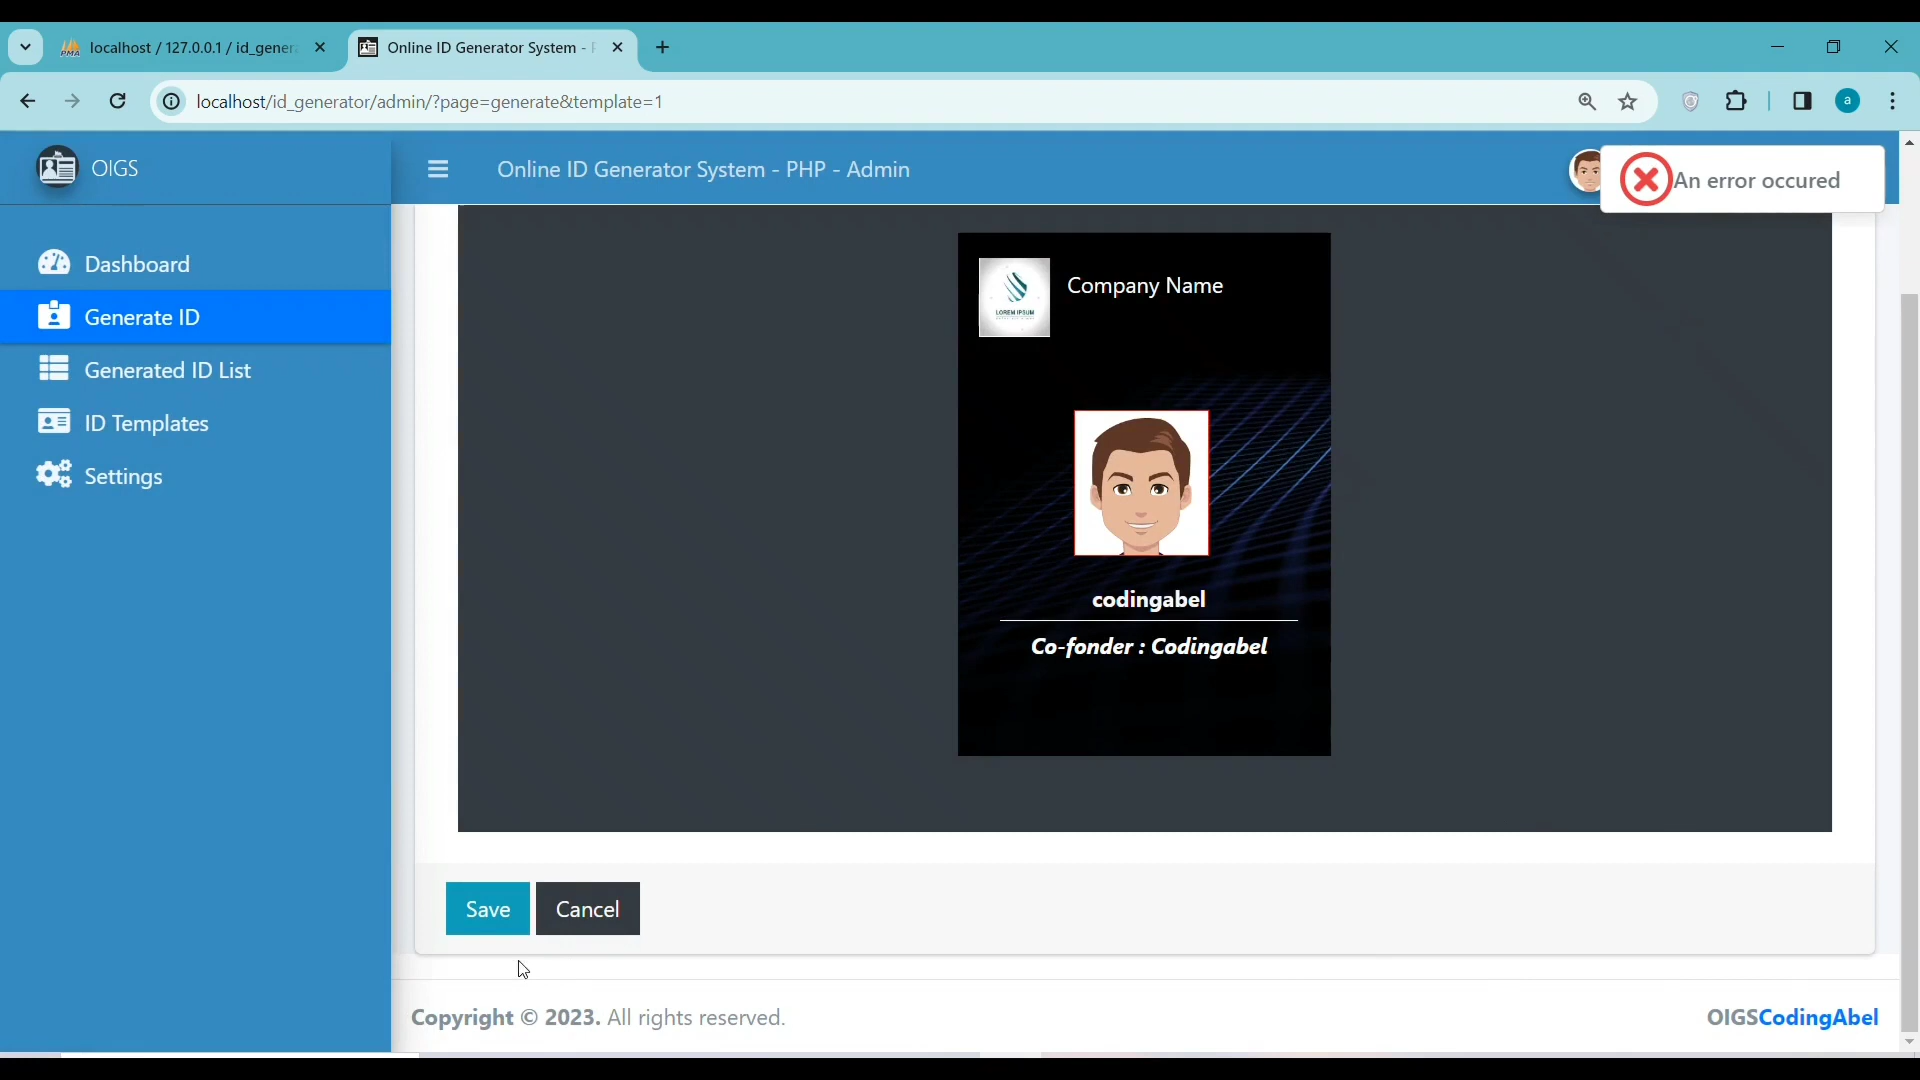 localhost / 127.0.0.1 / id_gener
Online ID Generator System -
localhost/id_generator/admin/?page=generate&template=1
a
OIGS
Online ID Generator System - PHP - Admin
An error occured
Dashboard
Generate ID
Generated ID List
ID Templates
Settings
LOREM IPSUM
Company Name
codingabel
Co-fonder : Codingabel
Save
Cancel
Copyright © 2023. All rights reserved.
OIGSCodingAbel